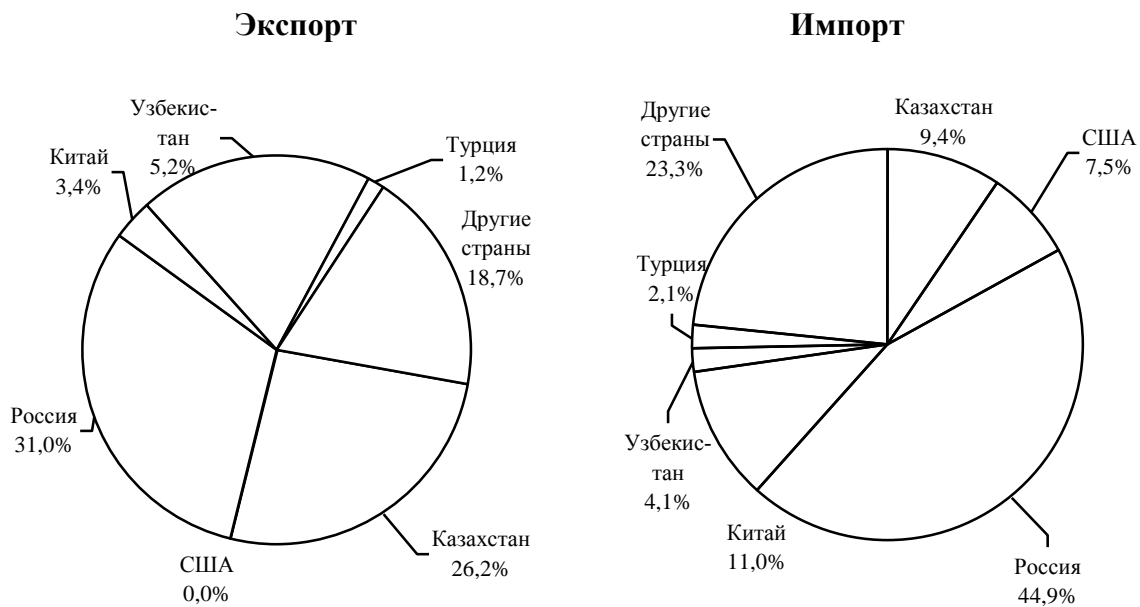 Экспорт
Узбекис-
тан
5,2%
Китай
3,4%
Турция
1,2%
Другие
страны
18,7%
Россия
31,0%
США
0,0%
Казахстан
26,2%
Импорт
Другие
страны
23,3%
Казахстан
9,4%
США
7,5%
Турция
2,1%
Узбекис-
тан
4,1%
Китай
11,0%
Россия
44,9%